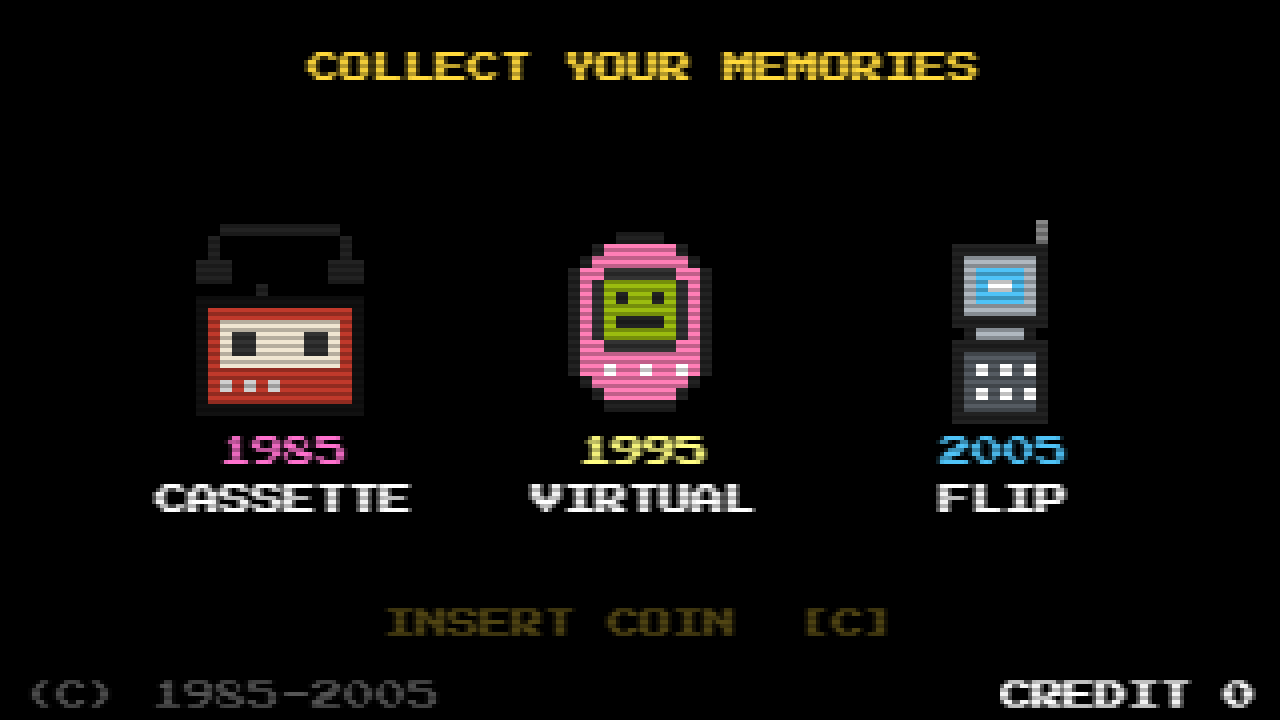 COLLECT YOUR MEMORIES
1985 1995 2005
CASSETTE VIRTUAL FLIP
INSERT COIN [C]
(C) 1985-2005 CREDIT 0